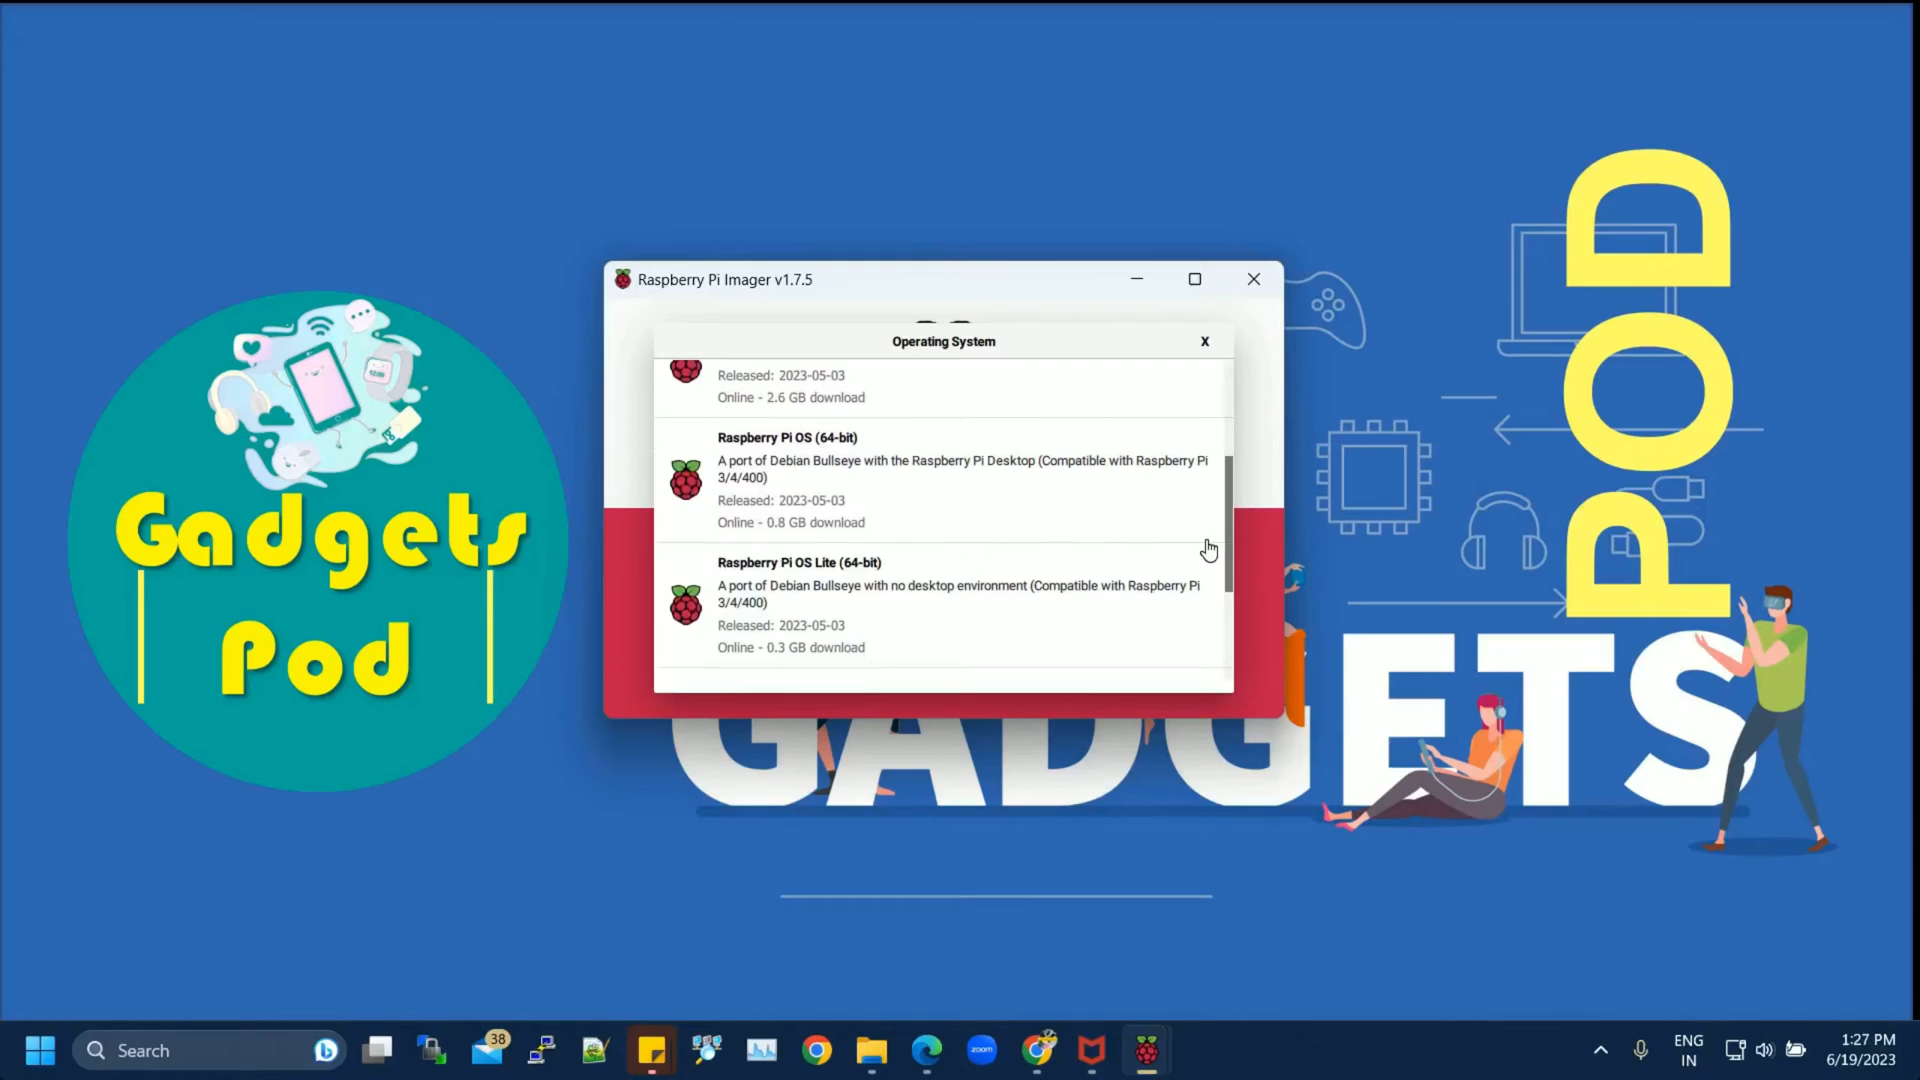 Raspberry Pi Imager v1.7.5
Operating System
X
Released: 2023-05-03
Online - 2.6 GB download
Raspberry Pi OS (64-bit)
A port of Debian Bullseye with the Raspberry Pi Desktop (Compatible with Raspberry Pi
3/4/400)
Released: 2023-05-03
Online - 0.8 GB download
Raspberry Pi OS Lite (64-bit)
A port of Debian Bullseye with no desktop environment (Compatible with Raspberry Pi
3/4/400)
Released: 2023-05-03
Online - 0.3 GB download
Gadgets
Pod
POD
GADGETS
Search
38
zoom
ENG
IN
1:27 PM
6/19/2023